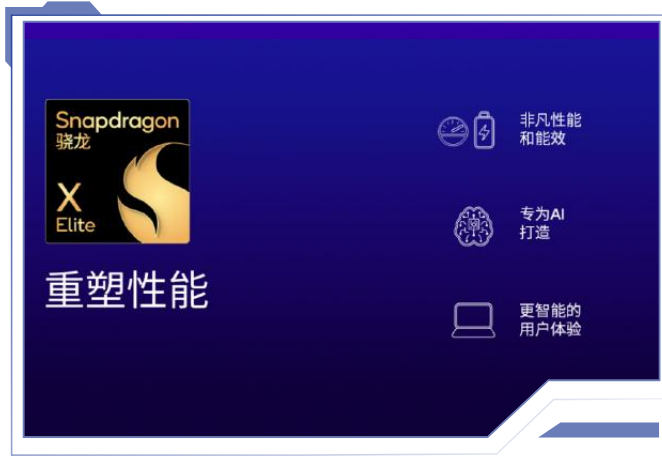 Snapdragon
骁龙
X
Elite
重塑性能
非凡性能
和能效
专为AI
打造
更智能的
用户体验